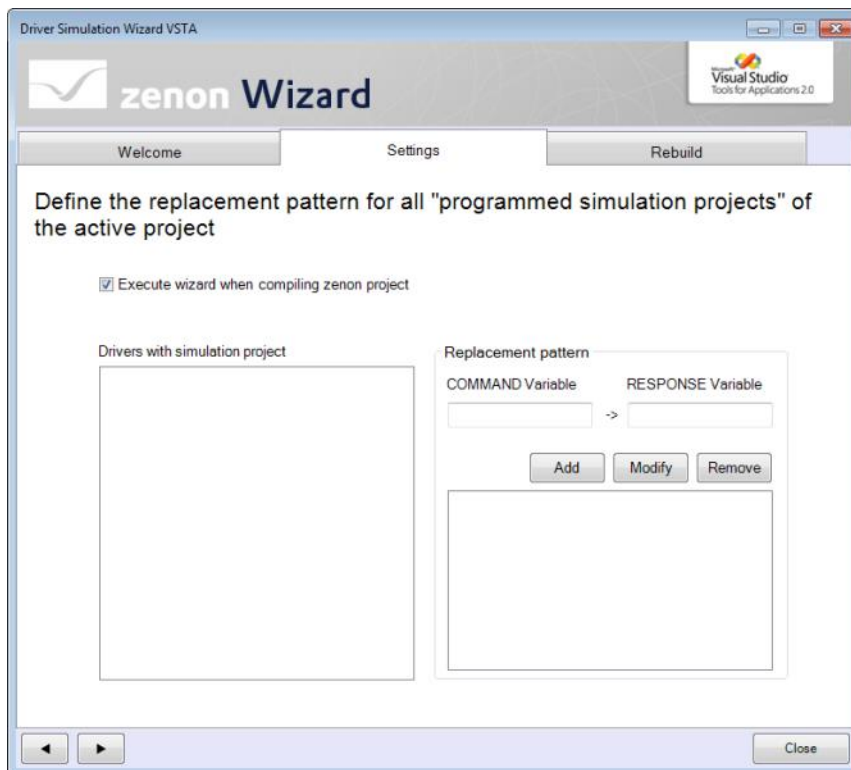 Driver Simulation Wizard VSTA
zenon Wizard
Microsoft
Visual Studio
Tools for Applications 2.0
Welcome
Settings
Rebuild
Define the replacement pattern for all "programmed simulation projects" of
the active project
Execute wizard when compiling zenon project
Drivers with simulation project
Replacement pattern
COMMAND Variable
RESPONSE Variable
->
Add
Modify
Remove
Close